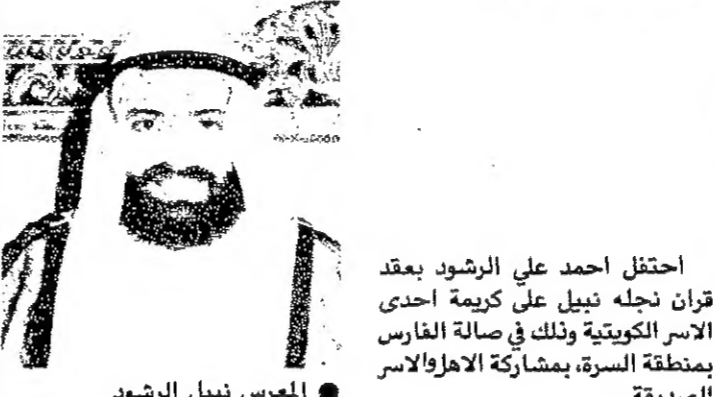 احتفل احمد علي الرشود بعقد
قران نجله نبيل على كريمة احدى
الاسر الكويتية وذلك في صالة الفارس
بمنطقة السرة، بمشاركة الاهل والاسر
الصديقة
● المعرس نبيل الرشود